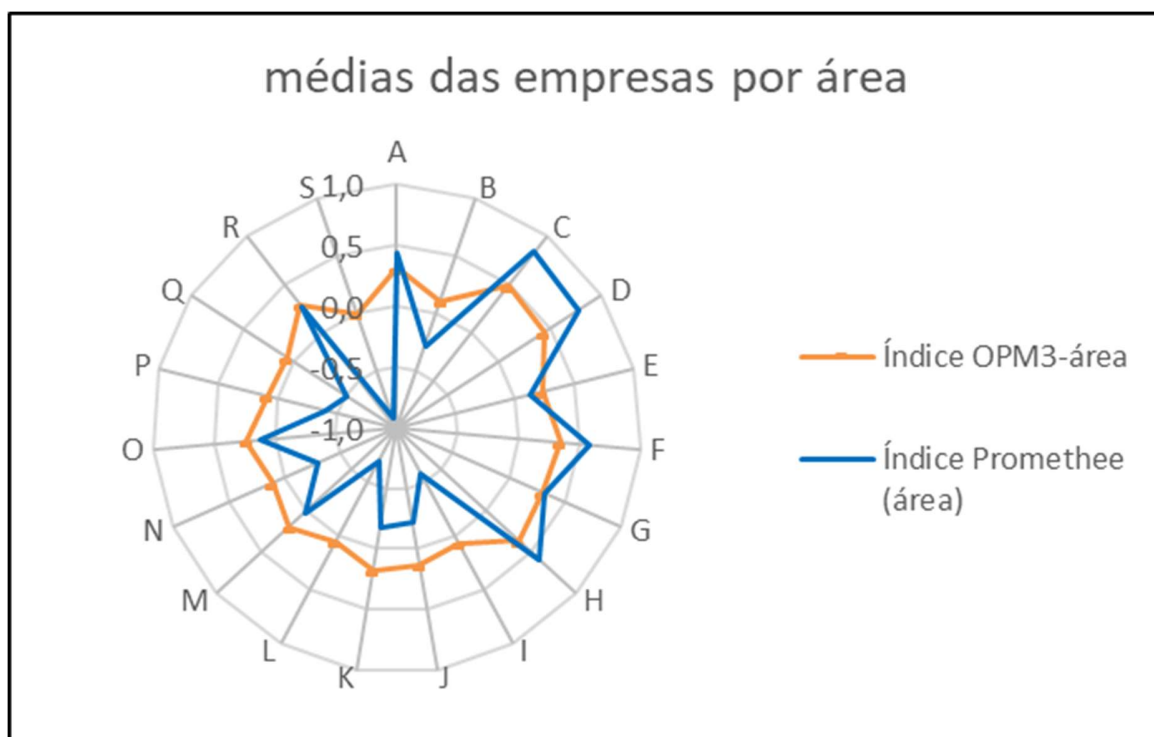 médias das empresas por área
A
B
C
D
E
F
G
H
I
J
K
L
M
N
O
P
Q
R
S
1,0
0,5
0,0
-0,5
-1,0
Índice OPM3-área
Índice Promethee
(área)